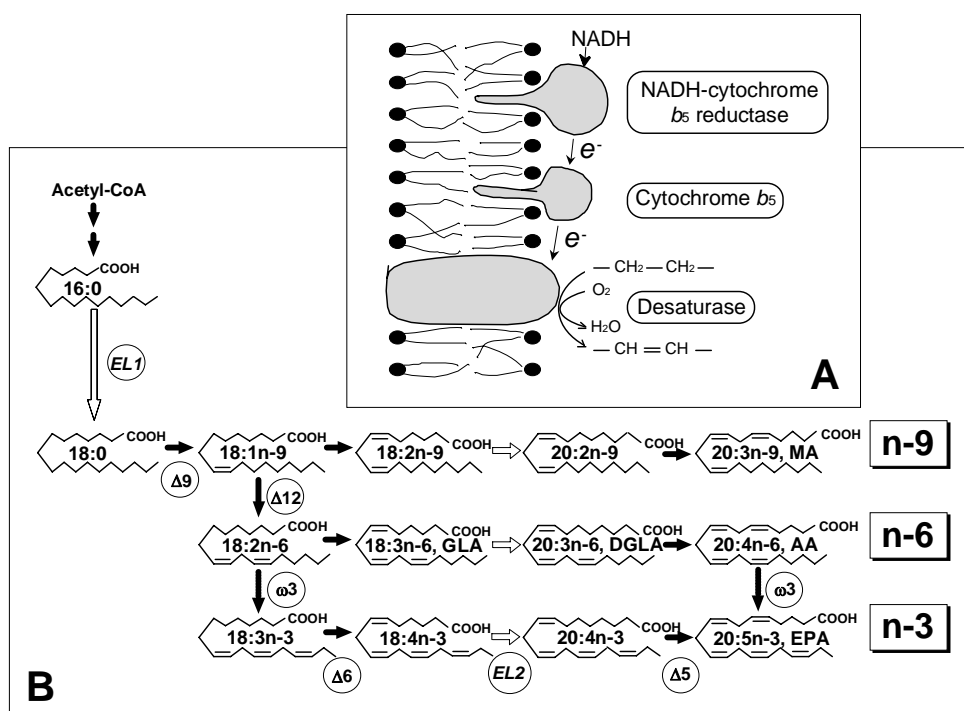 NADH
NADH-cytochrome
b5 reductase
e-
Cytochrome b5
e-
—CH2—CH2—
O2
Desaturase
H2O
—CH=CH—
A
Acetyl-CoA
COOH
16:0
EL1
COOH COOH COOH COOH COOH
18:0 18:1n-9 18:2n-9 20:2n-9 20:3n-9, MA
n-9
Δ9
Δ12
COOH COOH COOH COOH
18:2n-6 18:3n-6, GLA 20:3n-6, DGLA 20:4n-6, AA
n-6
ω3 ω3
COOH COOH COOH COOH
18:3n-3 18:4n-3 20:4n-3 20:5n-3, EPA
n-3
Δ6 EL2 Δ5
B